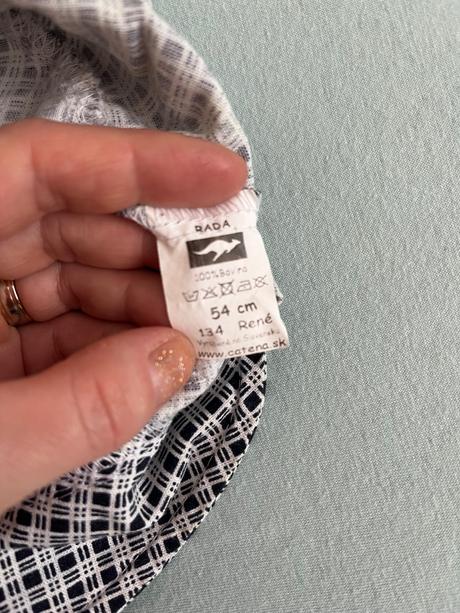 RADA
100% Bavlna
54 cm
134 René
Vyrobené na Slovensku
www.catena.sk